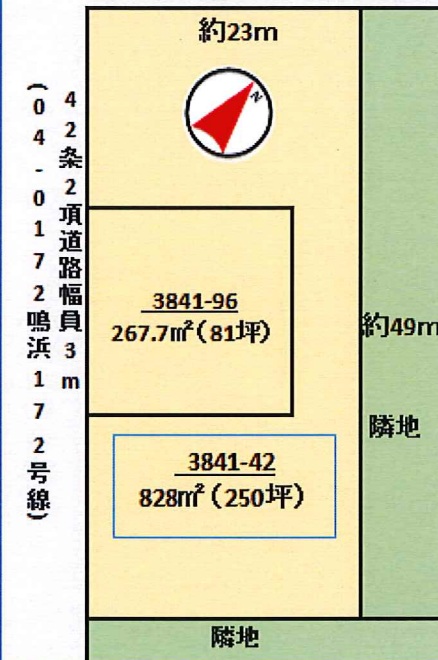 約23m
N
42条2項道路幅員3m
(04-0172鳴浜172号線)
3841-96
267.7㎡(81坪)
約49m
隣地
3841-42
828㎡(250坪)
隣地